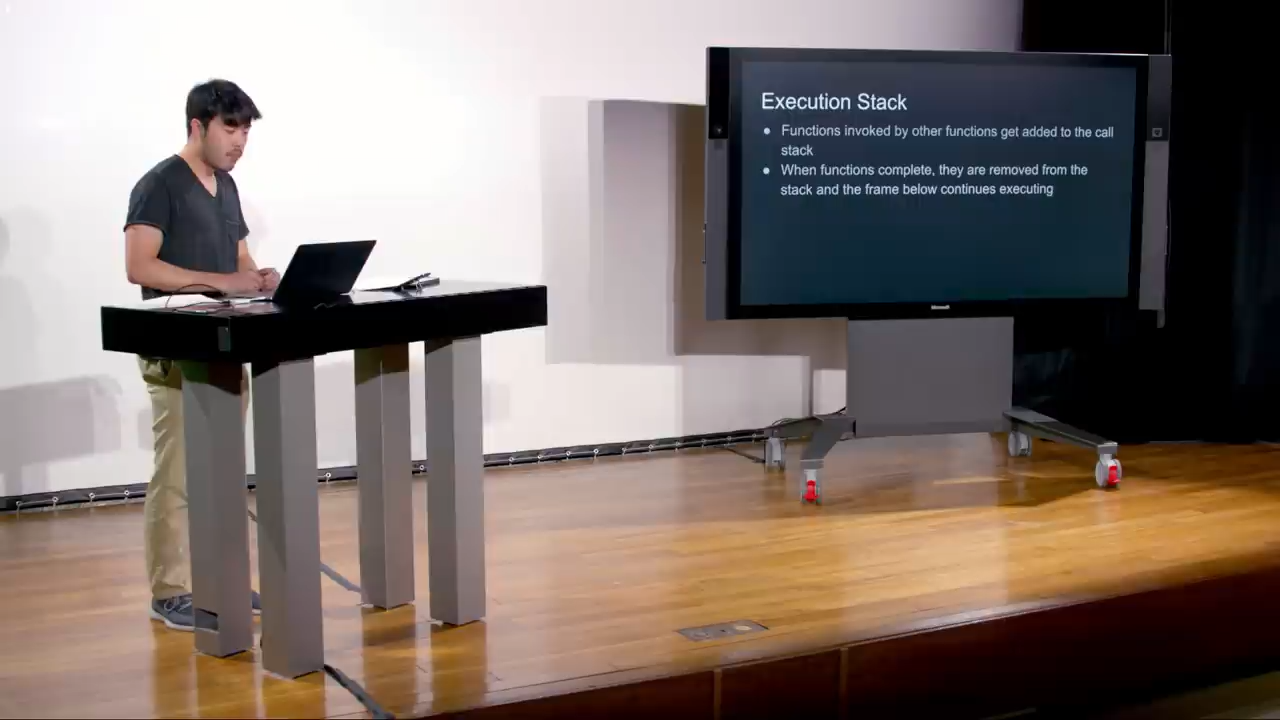 Execution Stack
● Functions invoked by other functions get added to the call
stack
● When functions complete, they are removed from the
stack and the frame below continues executing
Microsoft